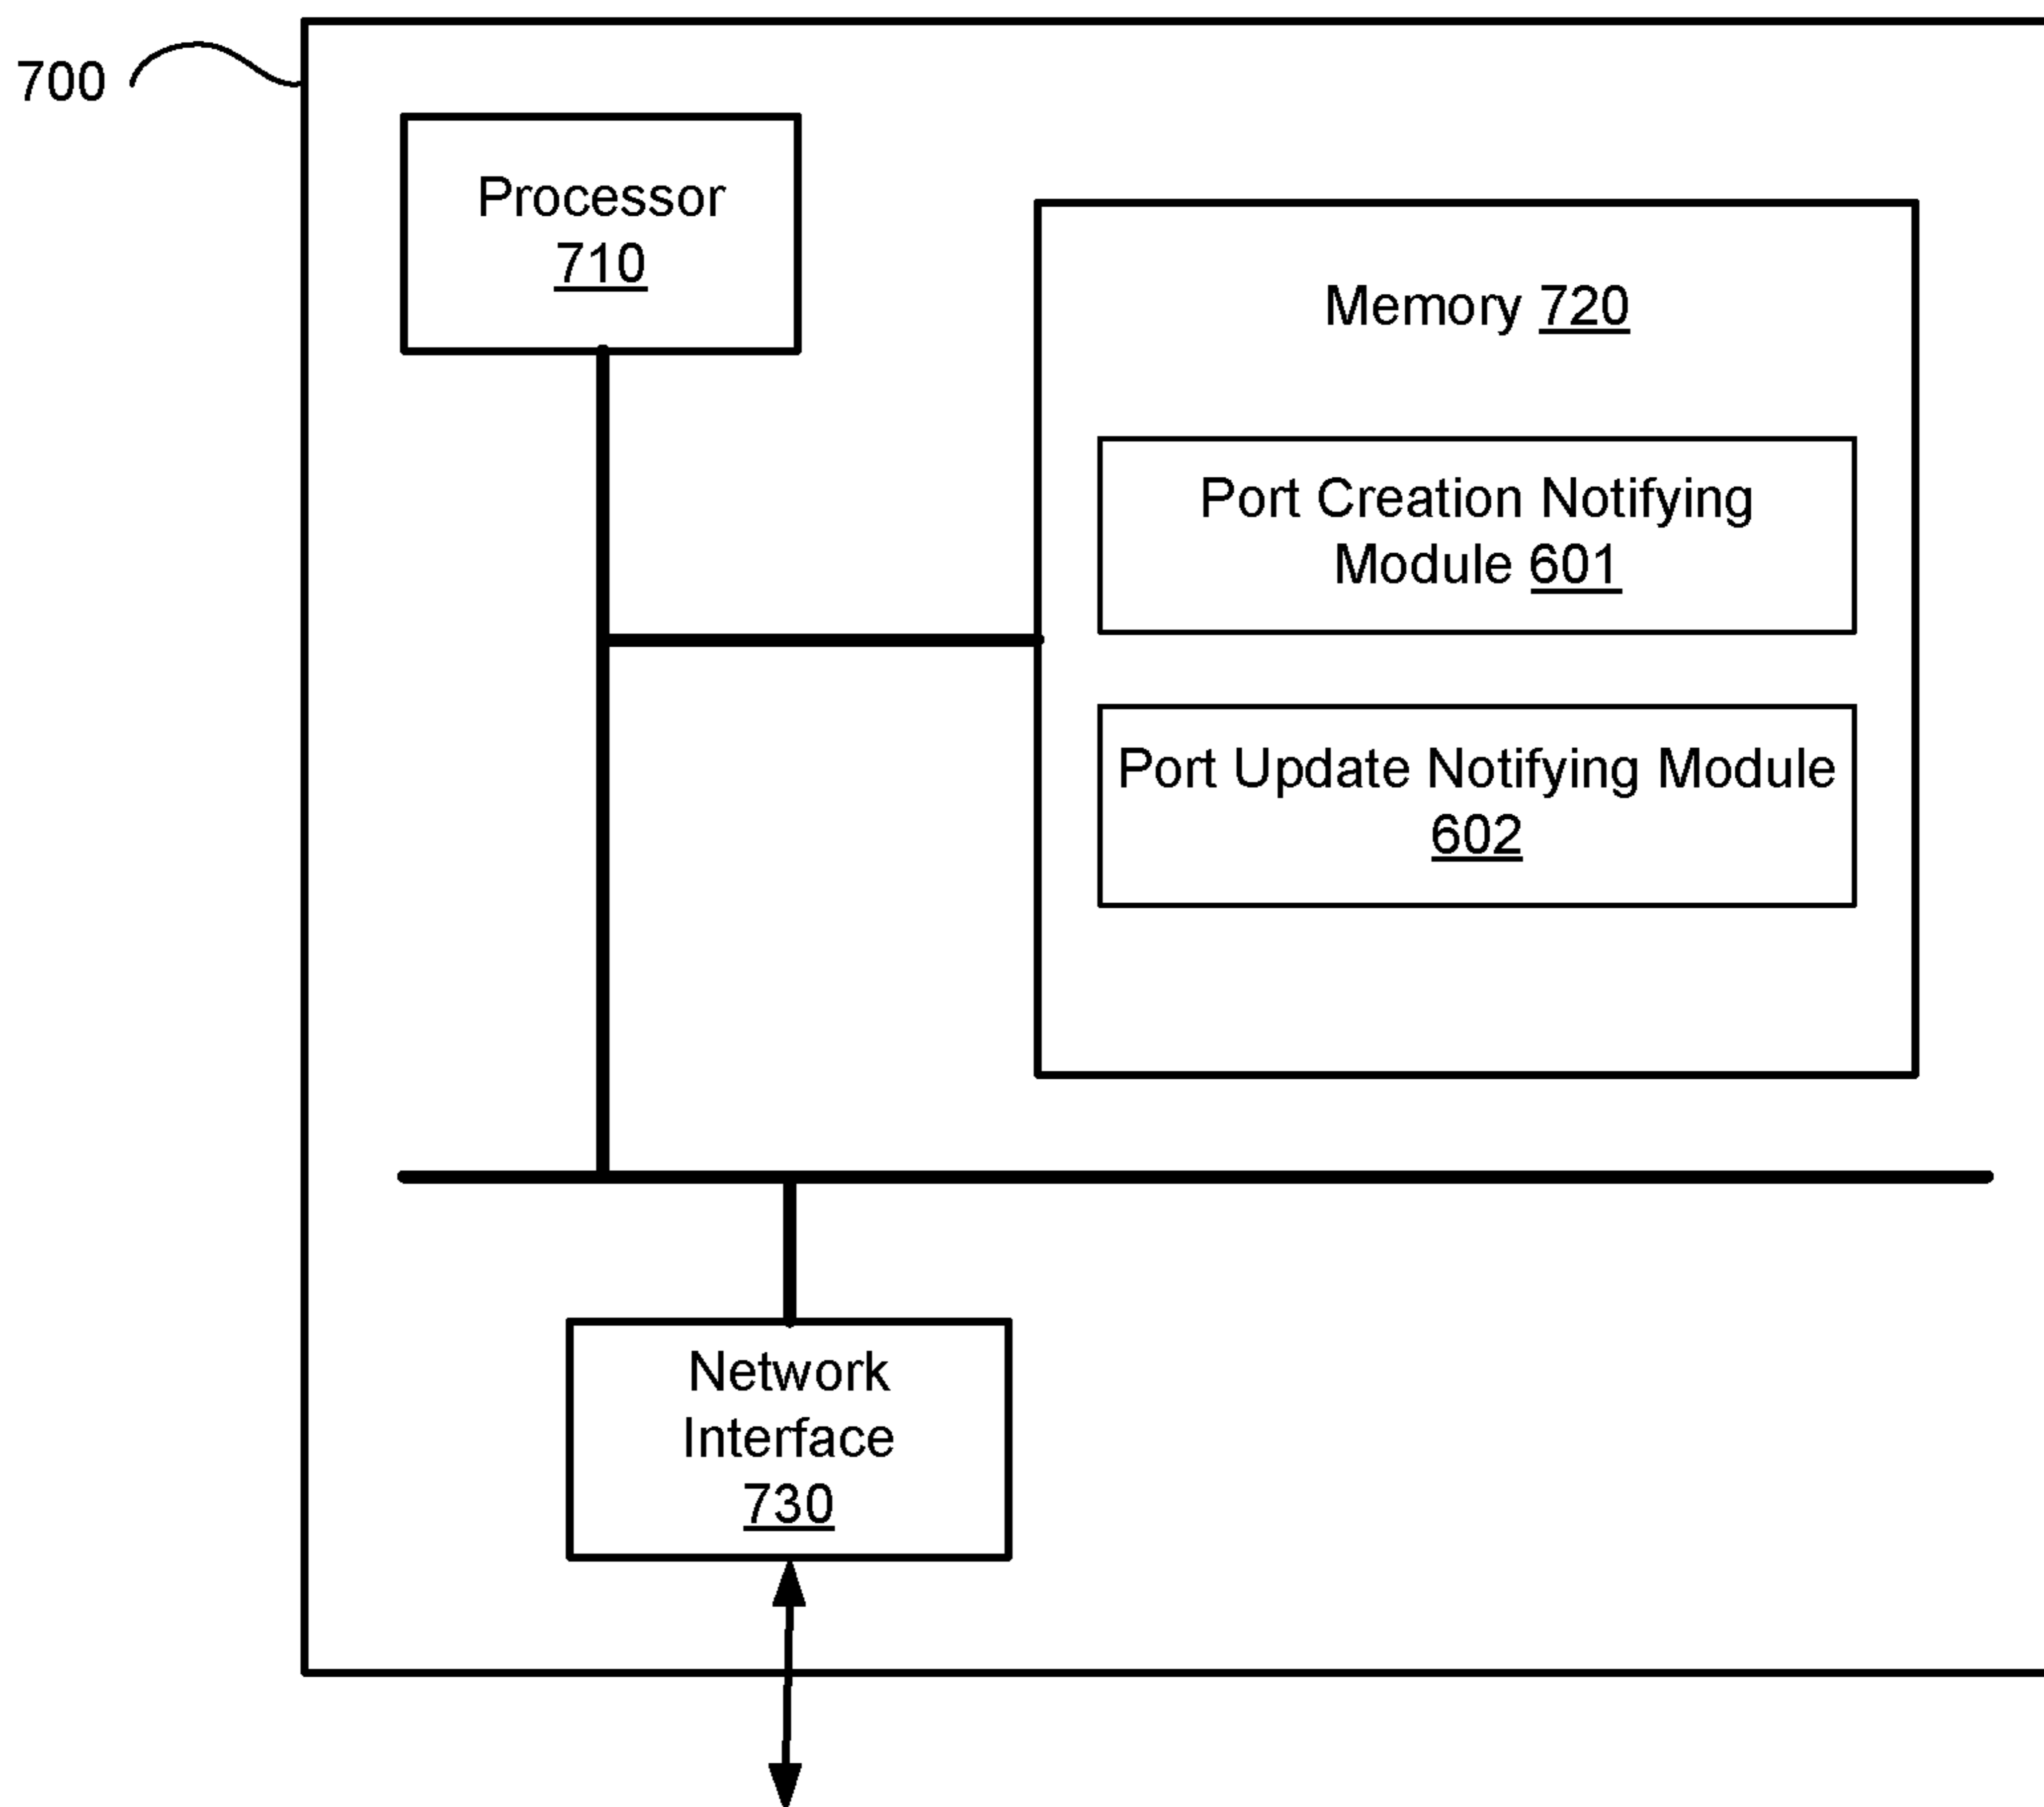 700
Processor
710
Memory 720
Port Creation Notifying
Module 601
Port Update Notifying Module
602
Network
Interface
730